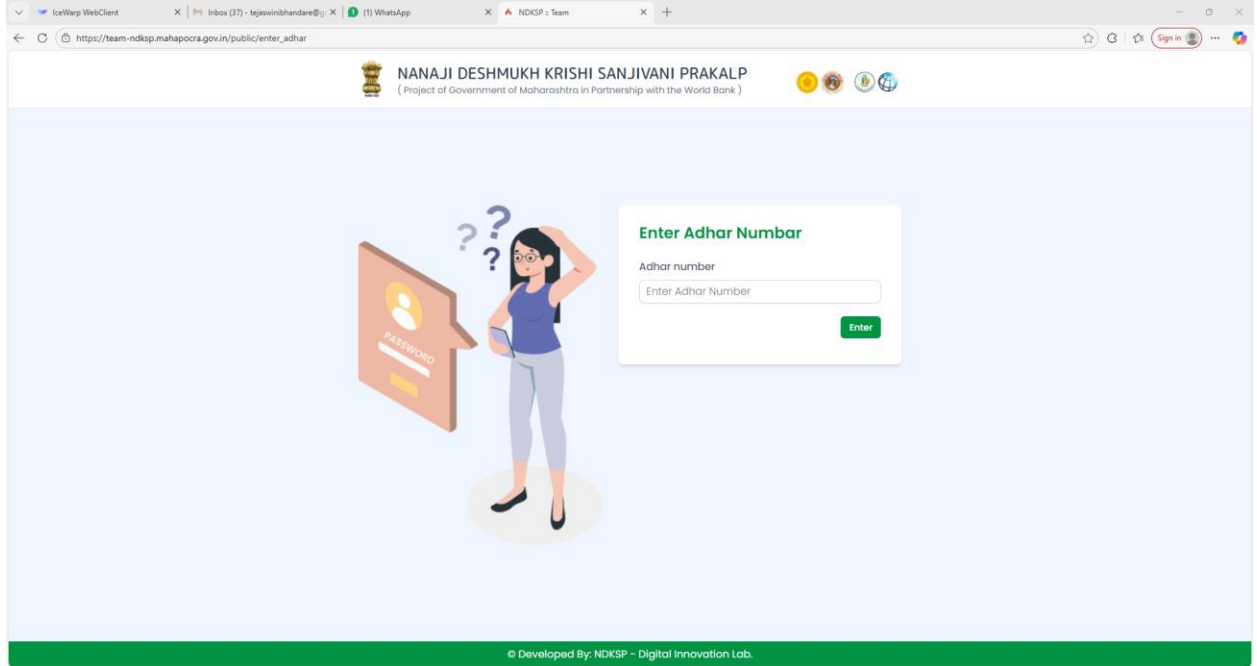 IceWarp WebClient
Inbox (37) - tejaswinibhandare@g
(1) WhatsApp
NDKSP :: Team
https://team-ndksp.mahapocra.gov.in/public/enter_adhar
Sign in
NANAJI DESHMUKH KRISHI SANJIVANI PRAKALP
( Project of Government of Maharashtra in Partnership with the World Bank )
?
?
?
PASSWORD
Enter Adhar Numbar
Adhar number
Enter Adhar Number
Enter
© Developed By: NDKSP - Digital Innovation Lab.